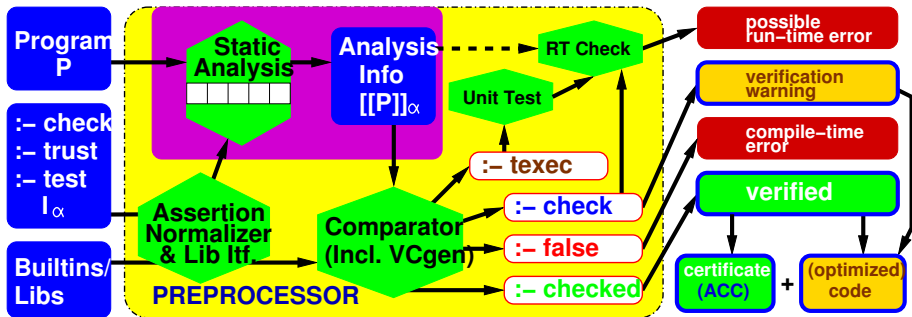 Program
P
:− check
:− trust
:− test
I α
Builtins/
Libs
Static
Analysis
Analysis
Info
[[P]]α
Assertion
Normalizer
& Lib Itf.
PREPROCESSOR
Comparator
(Incl. VCgen)
RT Check
Unit Test
:− texec
:− check
:− false
:− checked
possible
run−time error
verification
warning
compile−time
error
verified
certificate
(ACC)
+
(optimized)
code